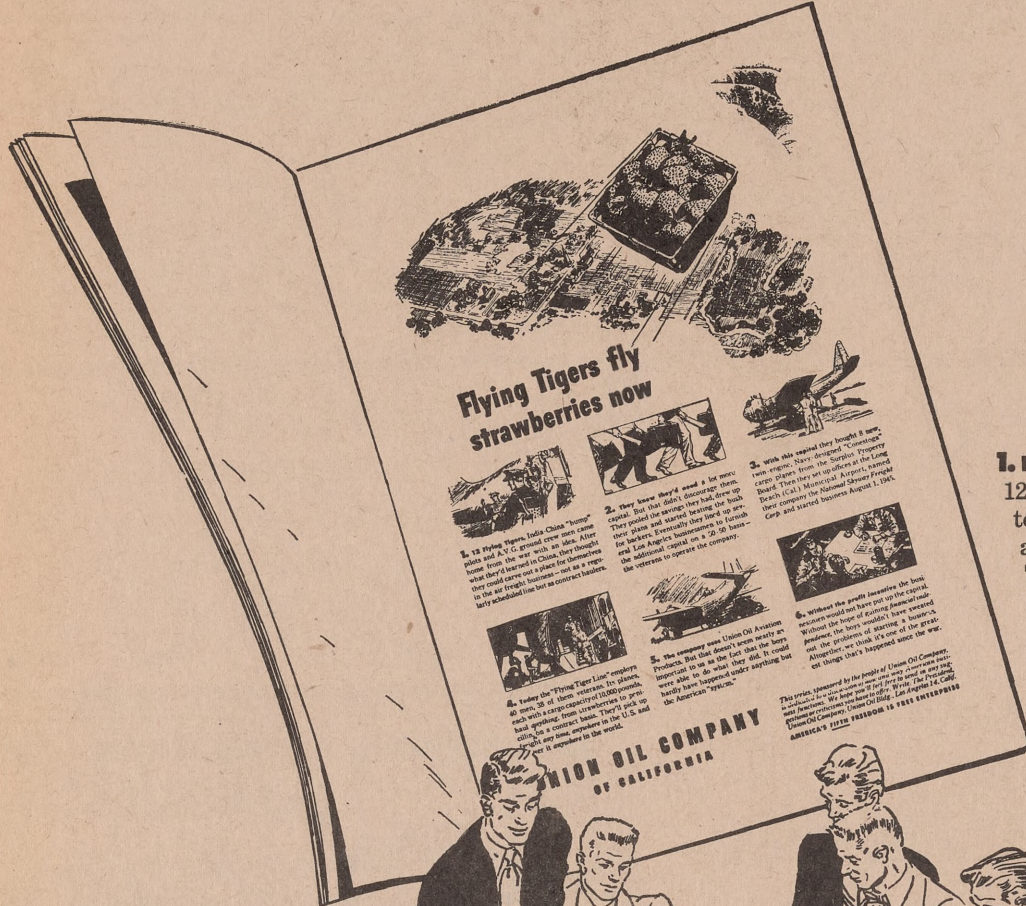 Flying Tigers fly
strawberries now
1. 12 Flying Tigers, India-China "hump"
pilots and A.V.G. ground crew men came
home from the war with an idea. After
what they'd learned in China, they thought
they could carve out a place for themselves
in the air freight business – not as a regu-
larly scheduled line but as contract haulers.
2. They knew they'd need a lot more
capital. But that didn't discourage them.
They pooled the savings they had, drew up
their plans and started beating the bush
for backers. Eventually they lined up sev-
eral Los Angeles businessmen to furnish
the additional capital on a 50-50 basis –
the veterans to operate the company.
3. With this capital they bought 8 new,
twin-engine, Navy-designed "Conestoga"
cargo planes from the Surplus Property
Board. Then they set up offices at the Long
Beach (Cal.) Municipal Airport, named
their company the National Skyway Freight
Corp. and started business August 1, 1945.
4. Today the "Flying Tiger Line" employs
40 men, 38 of them veterans. Its planes,
each with a cargo capacity of 10,000 pounds,
haul anything, from strawberries to peni-
cillin, on a contract basis. They'll pick up
freight any time, anywhere in the U.S. and
it anywhere in the world.
5. The company uses Union Oil Aviation
Products. But that doesn't seem nearly as
important to us as the fact that the boys
were able to do what they did. It could
hardly have happened under anything but
the American "system."
6. Without the profit incentive the busi-
nessmen would not have put up the capital.
Without the hope of gaining financial inde-
pendence, the boys wouldn't have sweated
out the problems of starting a business.
Altogether, we think it's one of the great-
est things that's happened since the war.
This series, sponsored by the people of Union Oil Company,
is dedicated to a discussion of how and why American busi-
ness functions. We hope you'll feel free to send in any sug-
gestions or criticisms you have to offer. Write: The President,
Union Oil Company, Union Oil Bldg., Los Angeles 14, Calif.
AMERICA'S FIFTH FREEDOM IS FREE ENTERPRISE
UNION OIL COMPANY
OF CALIFORNIA
1.
12